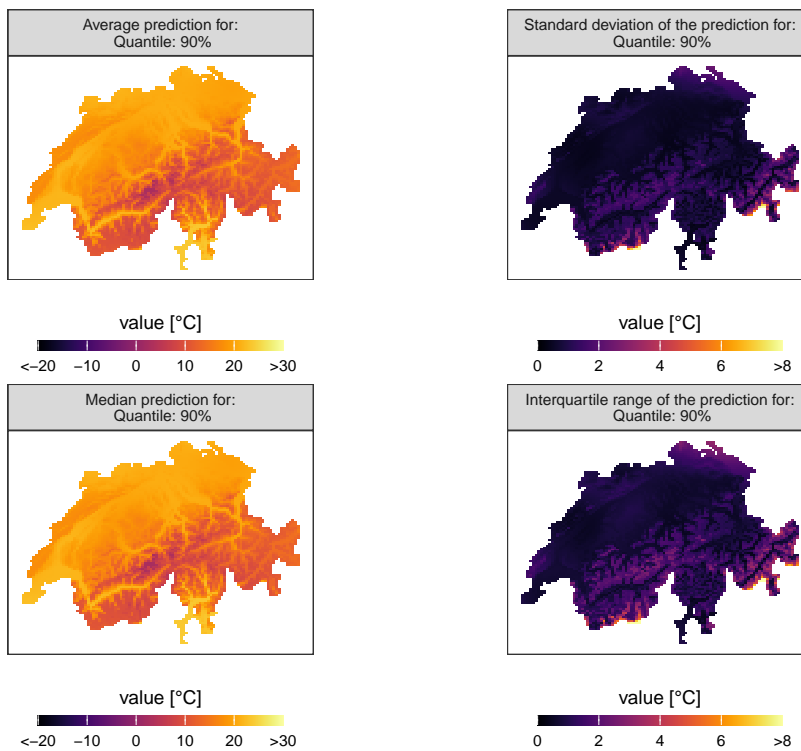 Average prediction for:
Quantile: 90%
Standard deviation of the prediction for:
Quantile: 90%
value [°C]
<−20 −10 0 10 20 >30
value [°C]
0 2 4 6 >8
Median prediction for:
Quantile: 90%
Interquartile range of the prediction for:
Quantile: 90%
value [°C]
<−20 −10 0 10 20 >30
value [°C]
0 2 4 6 >8